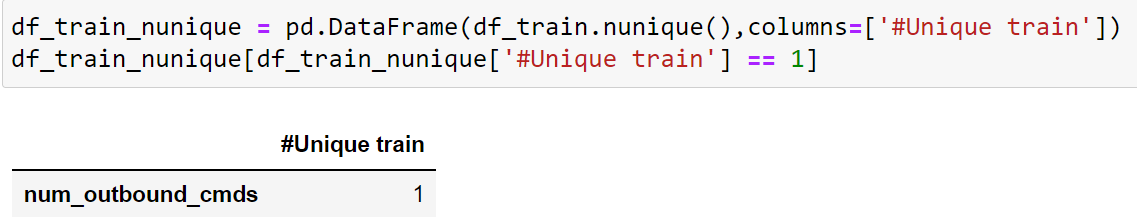 df_train_nunique = pd.DataFrame(df_train.nunique(),columns=['#Unique train'])
df_train_nunique[df_train_nunique['#Unique train'] == 1]
#Unique train
num_outbound_cmds 1